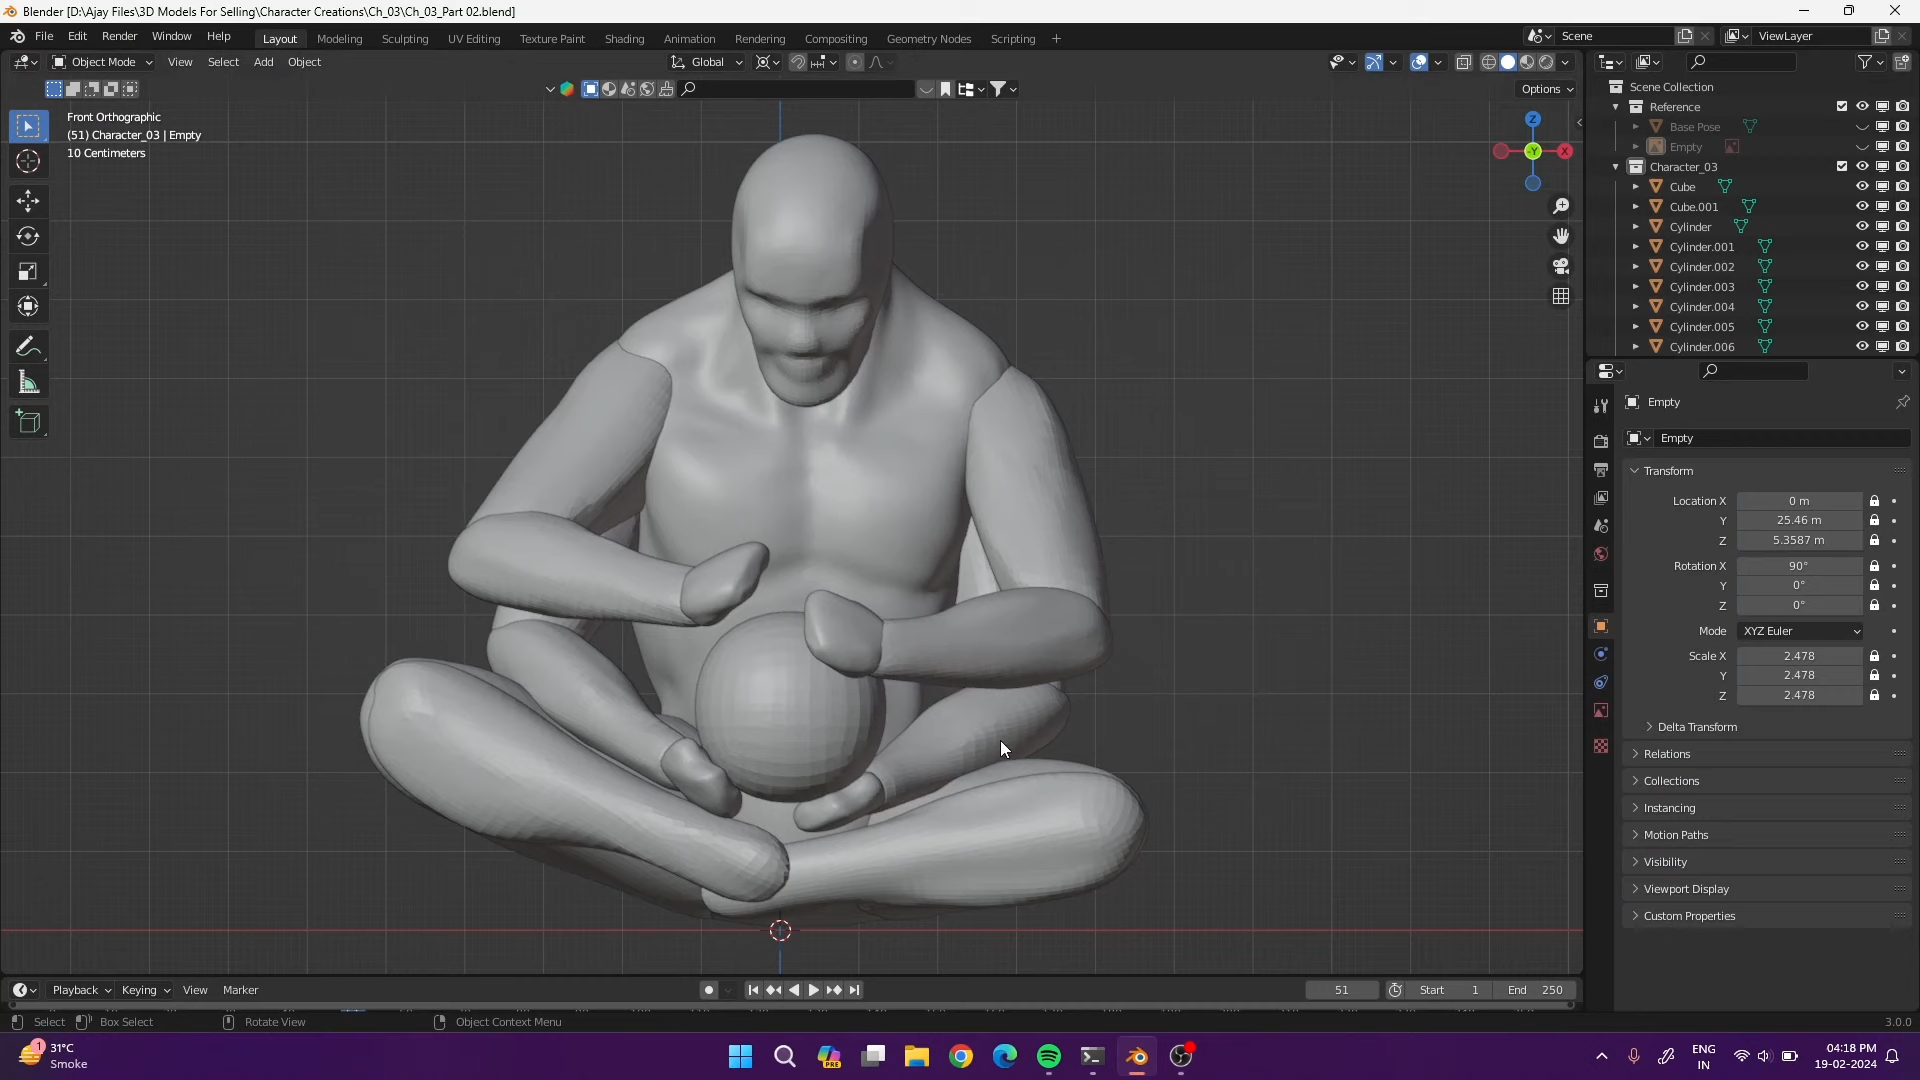 Blender [D:\Ajay Files\3D Models For Selling\Character Creations\Ch_03\Ch_03_Part 02.blend]
File Edit Render Window Help Layout Modeling Sculpting UV Editing Texture Paint Shading Animation Rendering Compositing Geometry Nodes Scripting + Scene ViewLayer
Object Mode View Select Add Object Global
Options
Front Orthographic
(51) Character_03 | Empty
10 Centimeters
Z
-Y
X
Scene Collection
Reference
Base Pose
Empty
Character_03
Cube
Cube.001
Cylinder
Cylinder.001
Cylinder.002
Cylinder.003
Cylinder.004
Cylinder.005
Cylinder.006
Empty
Empty
Transform
Location X 0 m
Y 25.46 m
Z 5.3587 m
Rotation X 90°
Y 0°
Z 0°
Mode XYZ Euler
Scale X 2.478
Y 2.478
Z 2.478
Delta Transform
Relations
Collections
Instancing
Motion Paths
Visibility
Viewport Display
Custom Properties
Playback Keying View Marker 51 Start 1 End 250
Select Box Select Rotate View Object Context Menu 3.0.0
1
31°C
Smoke
PRE
ENG
IN
04:18 PM
19-02-2024